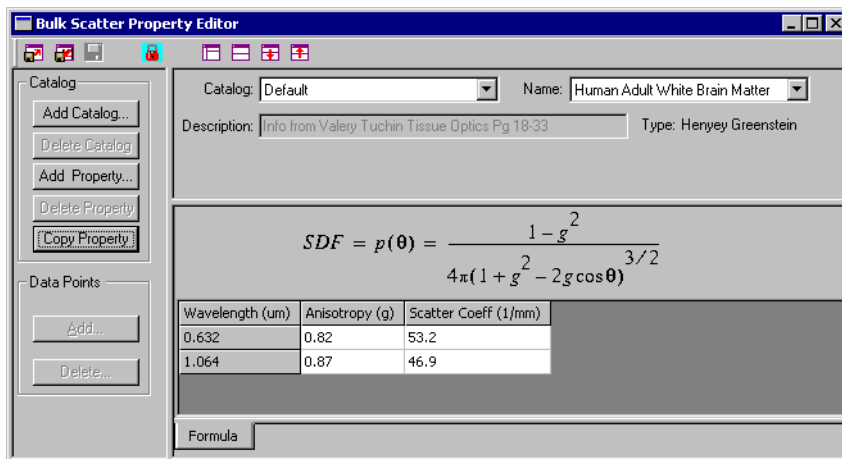 Bulk Scatter Property Editor
Catalog
Add Catalog...
Delete Catalog
Add Property...
Delete Property
Copy Property
Data Points
Add...
Delete...
Catalog: Default Name: Human Adult White Brain Matter
Description: Info from Valery Tuchin Tissue Optics Pg 18-33 Type: Henyey Greenstein
SDF = p(θ) = (1 − g²) / (4π(1 + g² − 2g cosθ)^3/2)
Wavelength (um) Anisotropy (g) Scatter Coeff (1/mm)
0.632 0.82 53.2
1.064 0.87 46.9
Formula